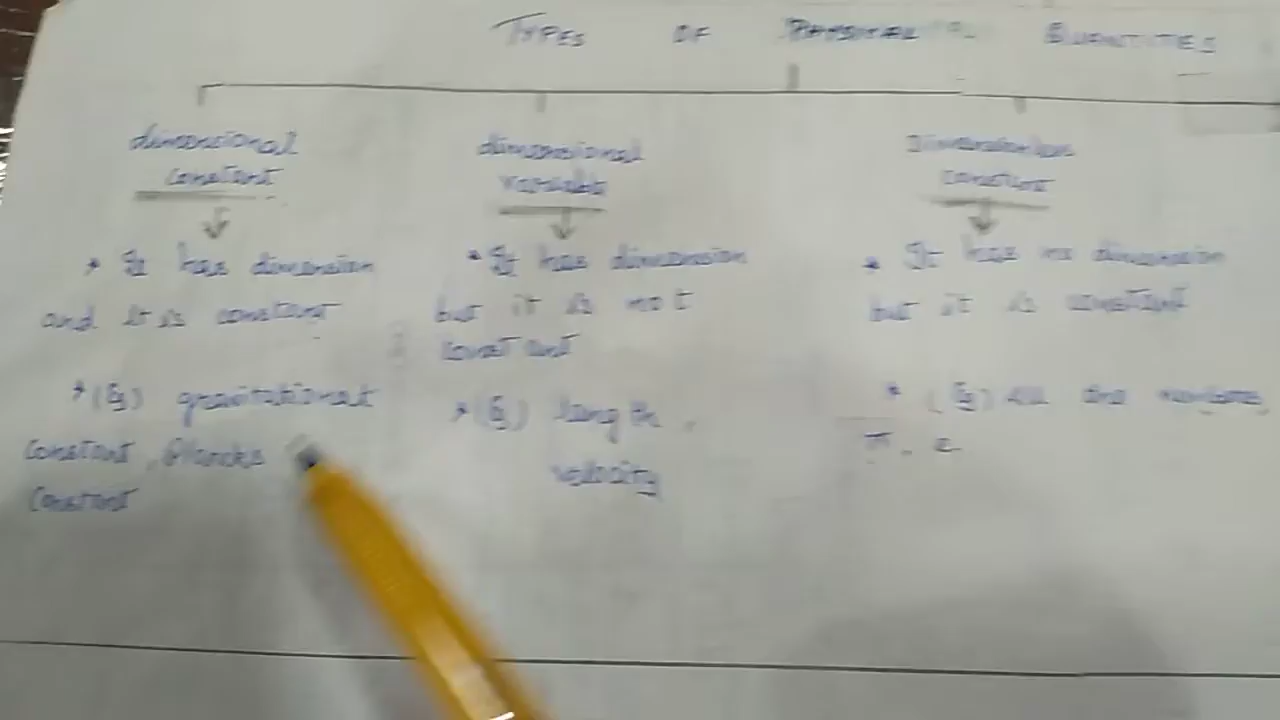 TYPES OF PHYSICAL QUANTITIES
dimensional
constant
* It has dimension
and it is constant
* (Eg) gravitational
constant, Plancks
constant
dimensional
variable
* It has dimension
but it is not
constant
* (Eg) length,
velocity
Dimensionless
constant
* It has no dimension
but it is constant
* (Eg) all the numbers,
π, e